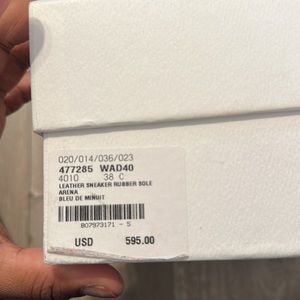 020/014/036/023
477285 WAD40
4010 38 C
LEATHER SNEAKER RUBBER SOLE
ARENA
BLEU DE MINUIT
807973171 - 5
USD 595.00